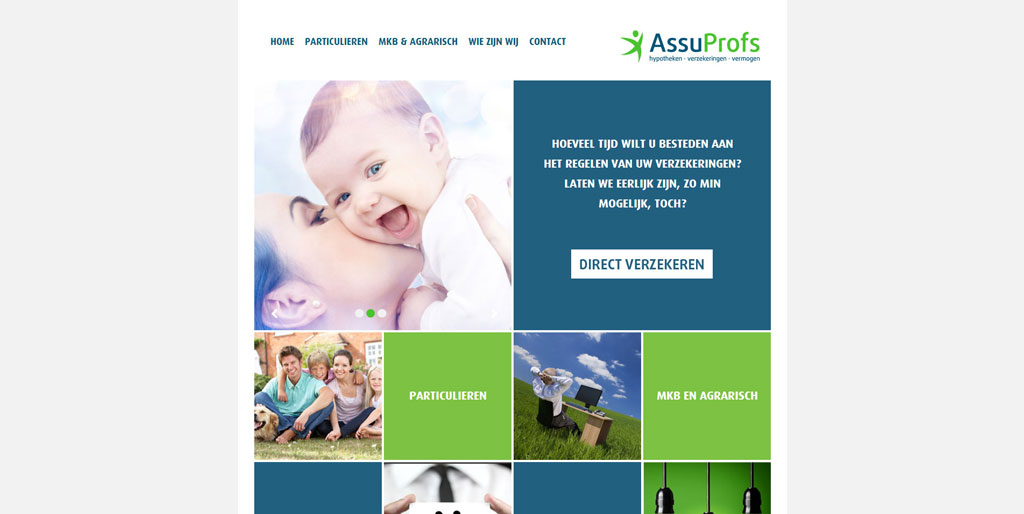 HOME PARTICULIEREN MKB & AGRARISCH WIE ZIJN WIJ CONTACT
AssuProfs
hypotheken - verzekeringen - vermogen
HOEVEEL TIJD WILT U BESTEDEN AAN
HET REGELEN VAN UW VERZEKERINGEN?
LATEN WE EERLIJK ZIJN, ZO MIN
MOGELIJK, TOCH?
DIRECT VERZEKEREN
PARTICULIEREN
MKB EN AGRARISCH